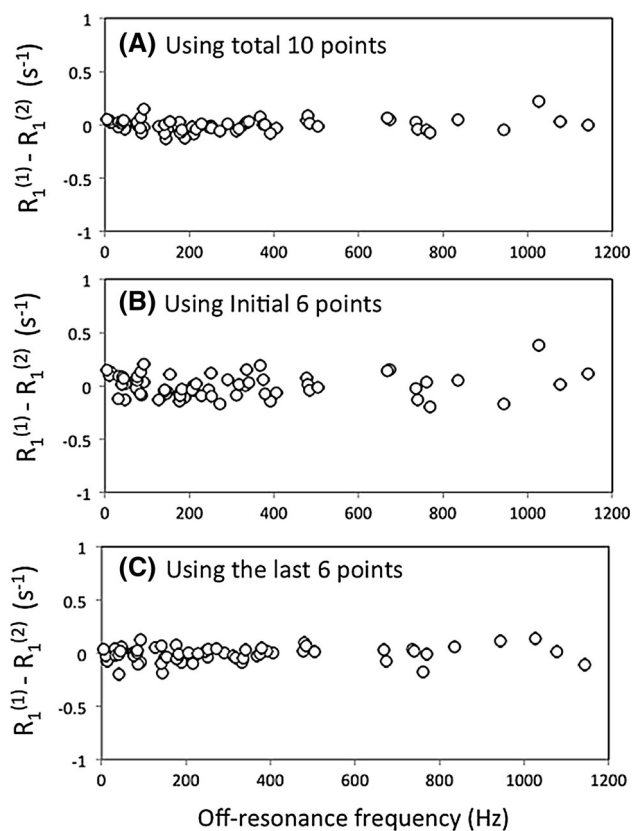 (A) Using total 10 points
R₁⁽¹⁾ - R₁⁽²⁾ (s⁻¹)
1
0.5
0
-0.5
-1
0 200 400 600 800 1000 1200
(B) Using Initial 6 points
R₁⁽¹⁾ - R₁⁽²⁾ (s⁻¹)
1
0.5
0
-0.5
-1
0 200 400 600 800 1000 1200
(C) Using the last 6 points
R₁⁽¹⁾ - R₁⁽²⁾ (s⁻¹)
1
0.5
0
-0.5
-1
0 200 400 600 800 1000 1200
Off-resonance frequency (Hz)